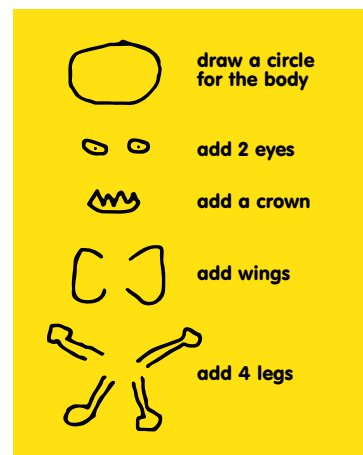 draw a circle
for the body
add 2 eyes
add a crown
add wings
add 4 legs